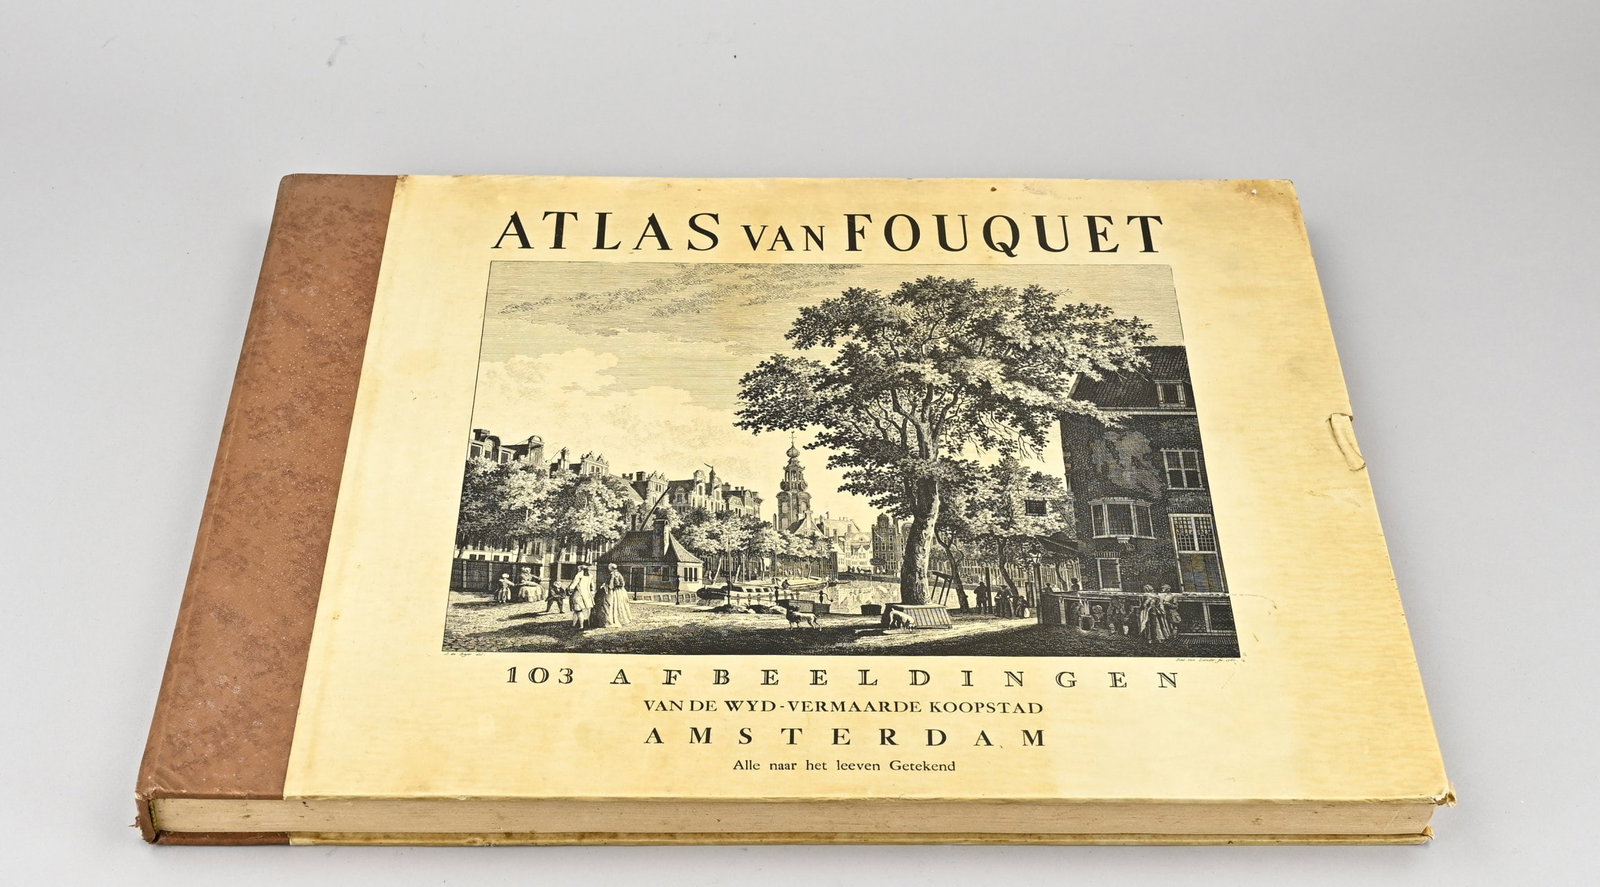 ATLAS VAN FOUQUET
103 AFBEELDINGEN
VAN DE WYD-VERMAARDE KOOPSTAD
AMSTERDAM
Alle naar het leeven Getekend